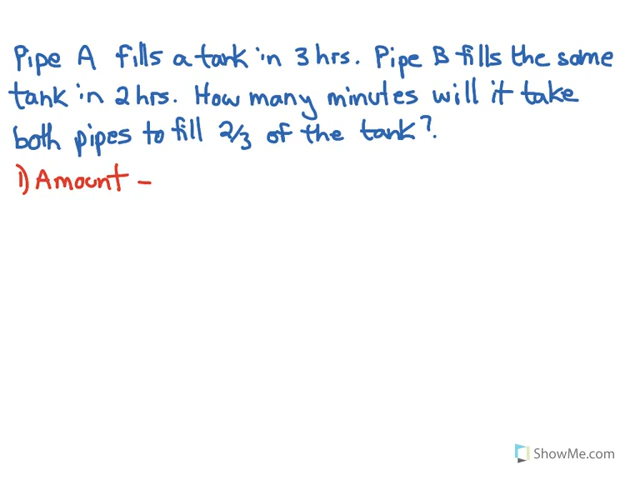 Pipe A fills a tank in 3 hrs. Pipe B fills the same
tank in 2 hrs. How many minutes will it take
both pipes to fill 2/3 of the tank?
1) Amount –
ShowMe.com